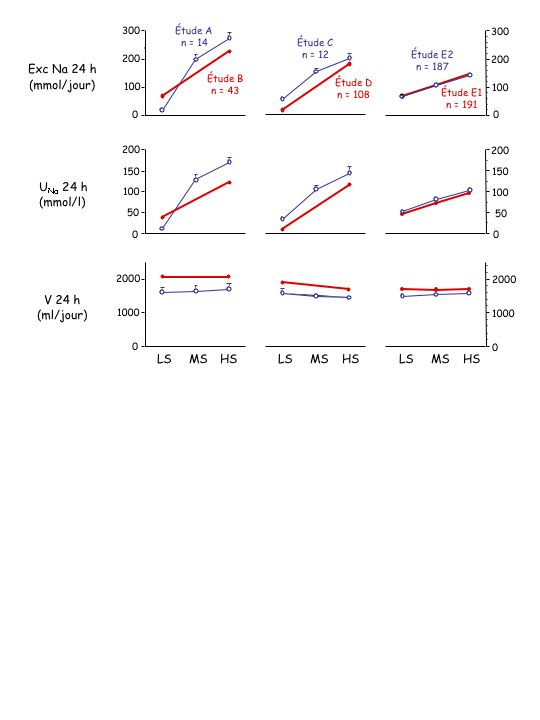 Exc Na 24 h
(mmol/jour)
300
200
100
0
Étude A
n = 14
Étude B
n = 43
Étude C
n = 12
Étude D
n = 108
Étude E2
n = 187
Étude E1
n = 191
300
200
100
0
UNa 24 h
(mmol/l)
200
150
100
50
0
200
150
100
50
0
V 24 h
(ml/jour)
2000
1000
0
2000
1000
0
LS MS HS LS MS HS LS MS HS